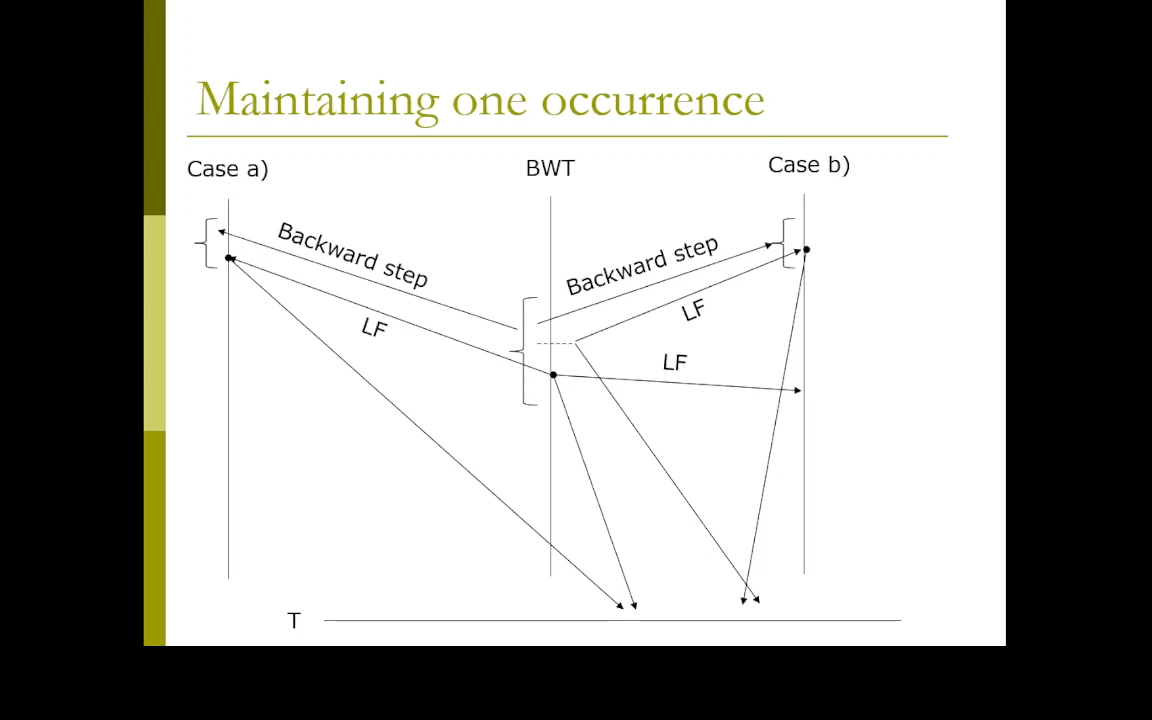 Maintaining one occurrence
Case a)
BWT
Case b)
Backward step
Backward step
LF
LF
LF
T